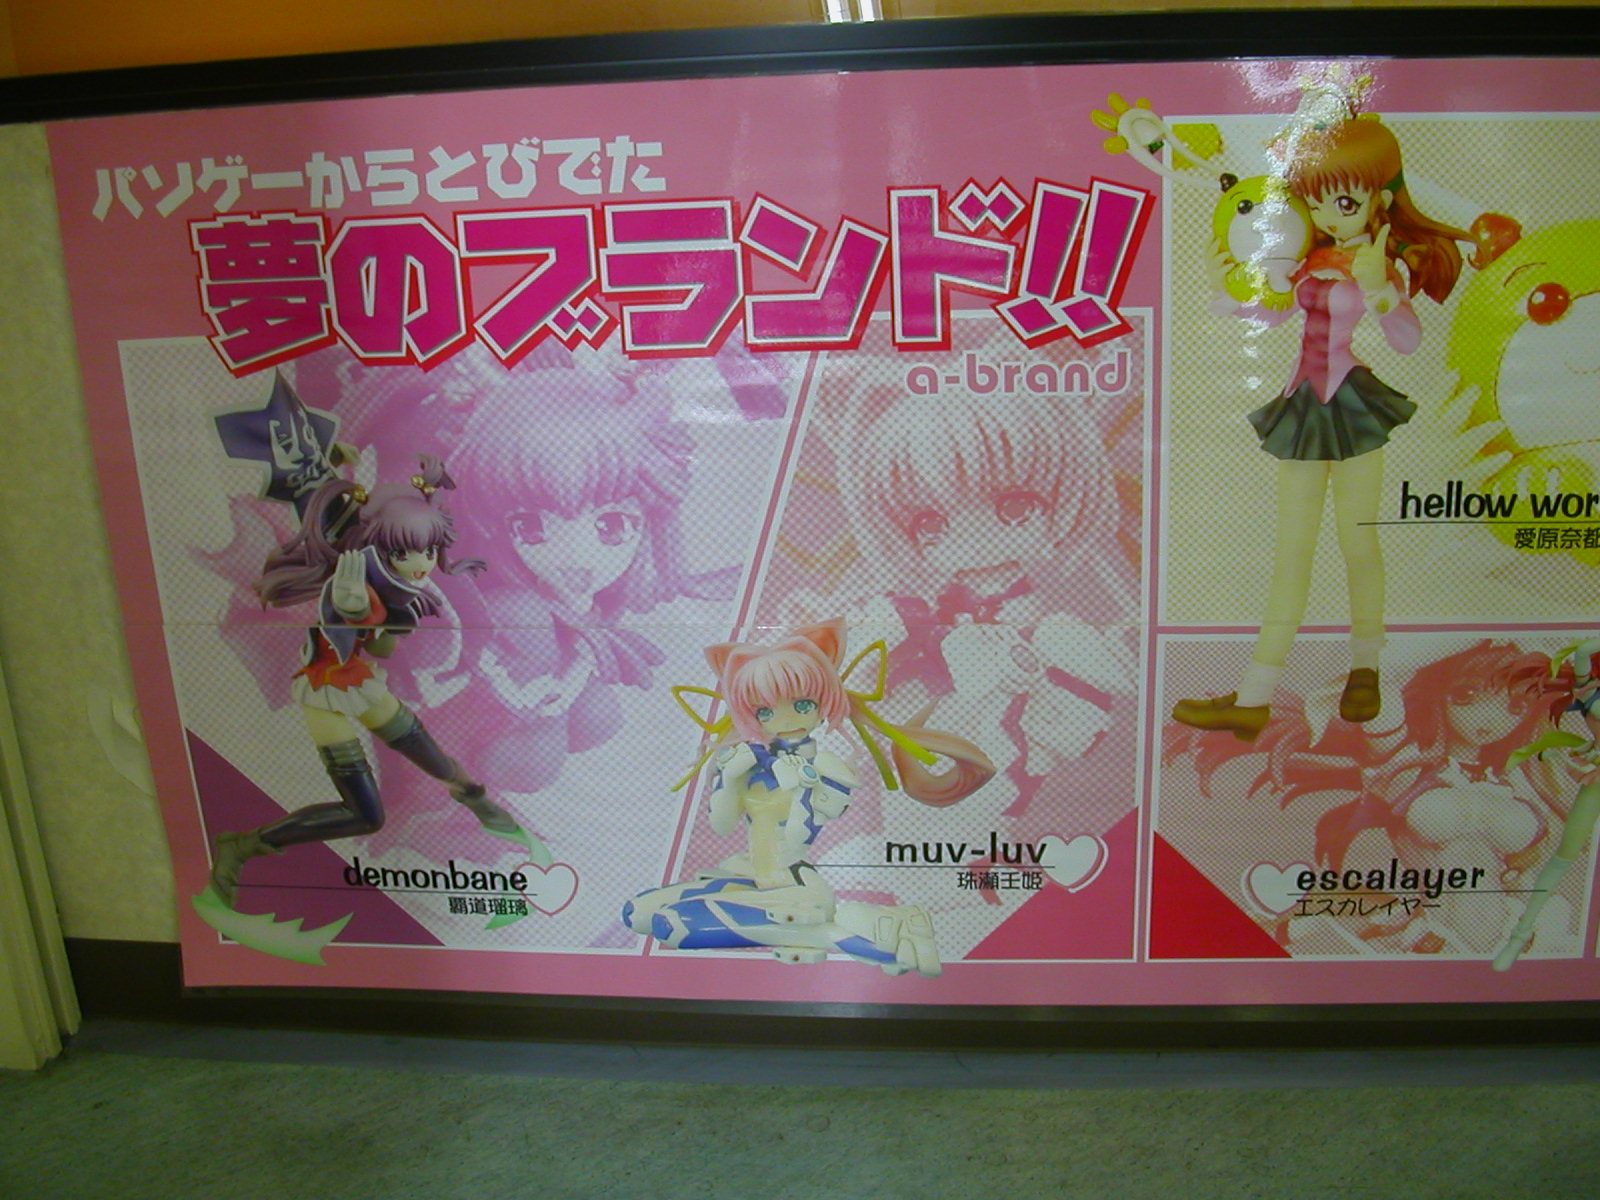 パソゲーからとびでた
夢のブランド!!
a-brand
hellow wor
愛原奈都
demonbane
覇道瑠璃
muv-luv
珠瀬壬姫
escalayer
エスカレイヤー